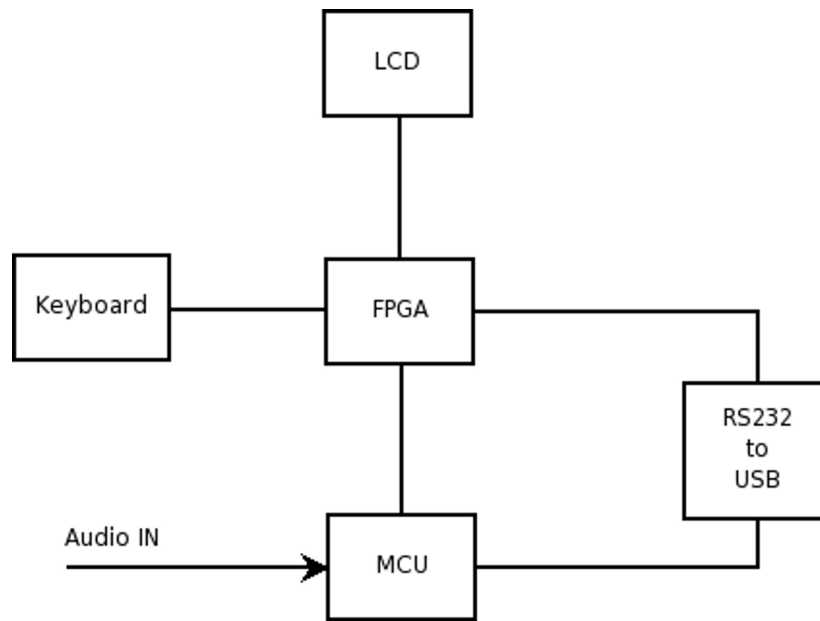 LCD
Keyboard
FPGA
RS232
to
USB
Audio IN
MCU